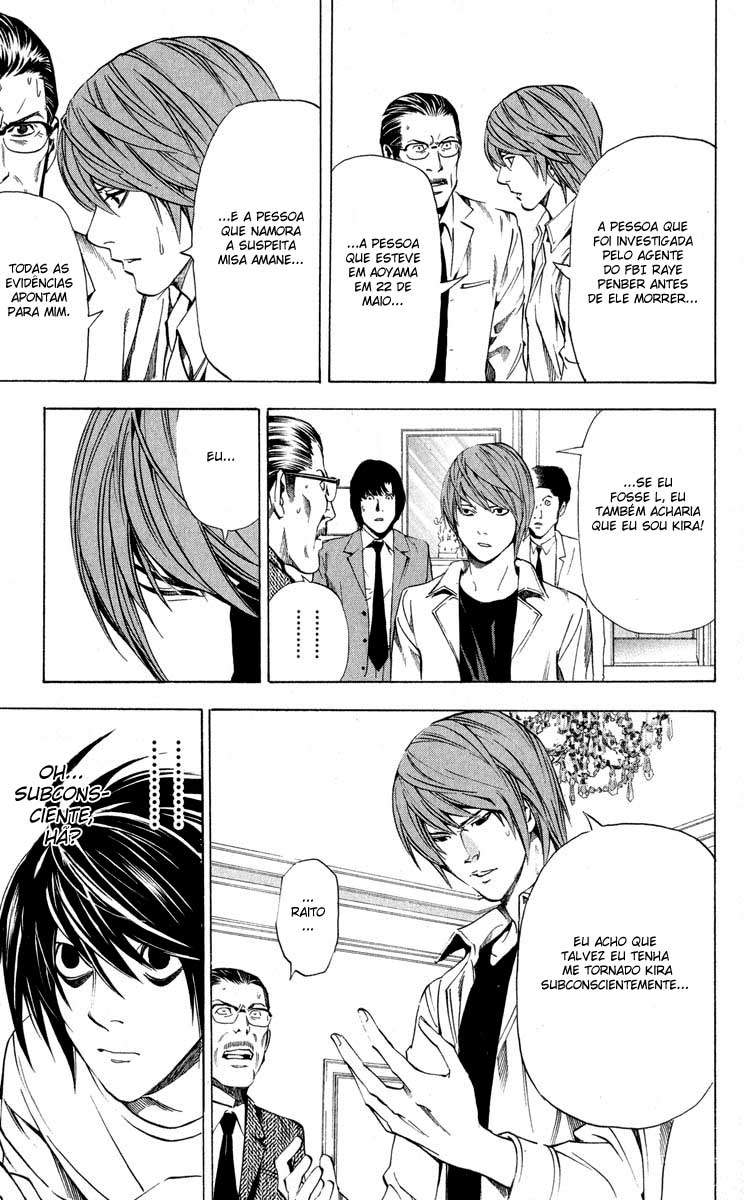 A PESSOA QUE
FOI INVESTIGADA
PELO AGENTE
DO FBI RAYE
PENBER ANTES
DE ELE MORRER...
...A PESSOA
QUE ESTEVE
EM AOYAMA
EM 22 DE
MAIO...
...E A PESSOA
QUE NAMORA
A SUSPEITA
MISA AMANE...
TODAS AS
EVIDÊNCIAS
APONTAM
PARA MIM.
...SE EU
FOSSE L, EU
TAMBÉM ACHARIA
QUE EU SOU KIRA!
EU...
EU ACHO QUE
TALVEZ EU TENHA
ME TORNADO KIRA
SUBCONSCIENTEMENTE...
...
RAITO
...
OH...
SUBCONS-
CIENTE,
HÃ?